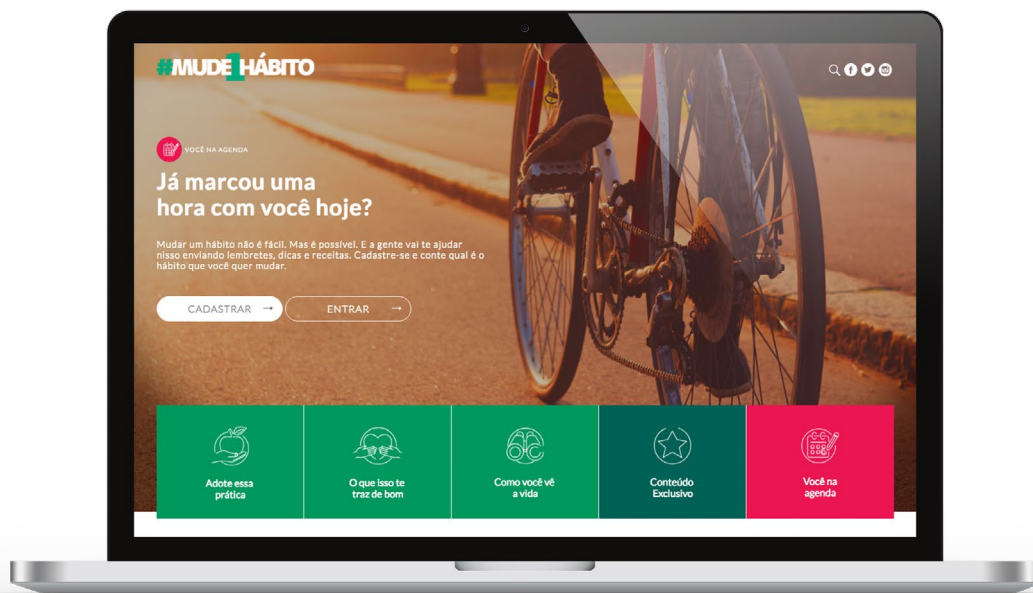 #MUDE1HÁBITO
VOCÊ NA AGENDA
Já marcou uma
hora com você hoje?
Mudar um hábito não é fácil. Mas é possível. E a gente vai te ajudar
nisso enviando lembretes, dicas e receitas. Cadastre-se e conte qual é o
hábito que você quer mudar.
CADASTRAR →
ENTRAR →
Adote essa
prática
O que isso te
traz de bom
Como você vê
a vida
Conteúdo
Exclusivo
Você na
agenda